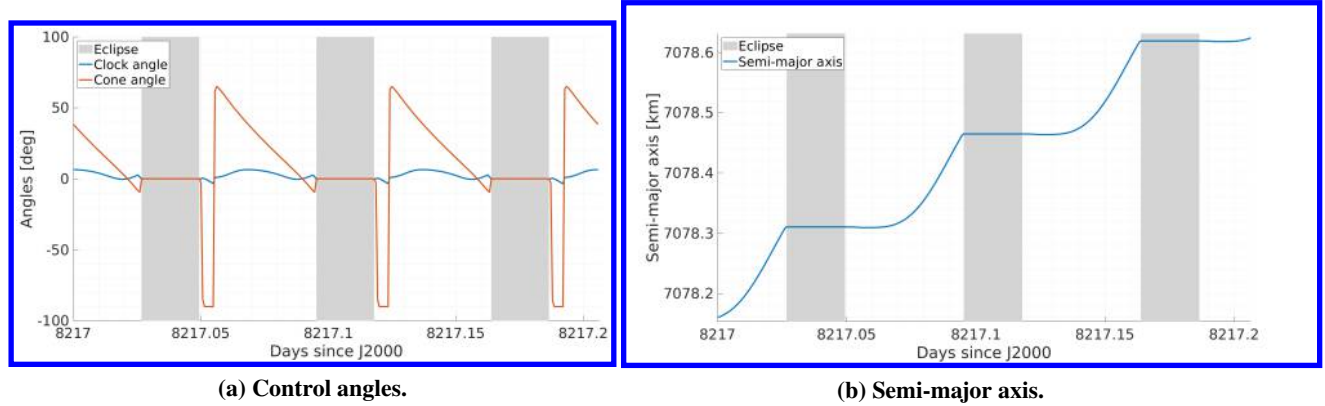 100
50
0
-50
-100
Angles [deg]
Eclipse
Clock angle
Cone angle
8217
8217.05
8217.1
8217.15
8217.2
Days since J2000
(a) Control angles.
7078.6
7078.5
7078.4
7078.3
7078.2
Semi-major axis [km]
Eclipse
Semi-major axis
8217
8217.05
8217.1
8217.15
8217.2
Days since J2000
(b) Semi-major axis.